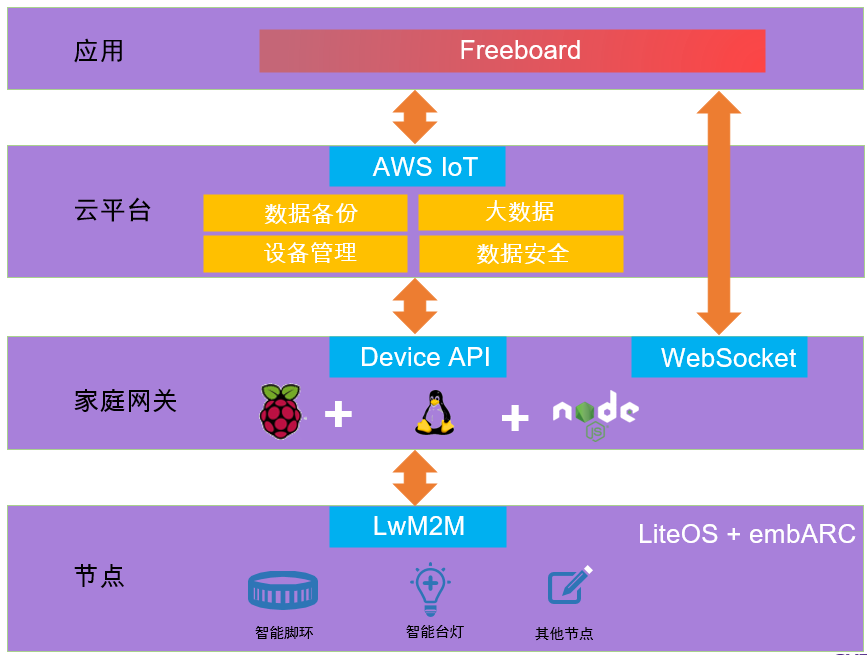 应用
Freeboard
AWS IoT
云平台
数据备份
大数据
设备管理
数据安全
Device API
WebSocket
家庭网关
+
+
node
JS
LwM2M
LiteOS + embARC
节点
智能脚环
智能台灯
其他节点